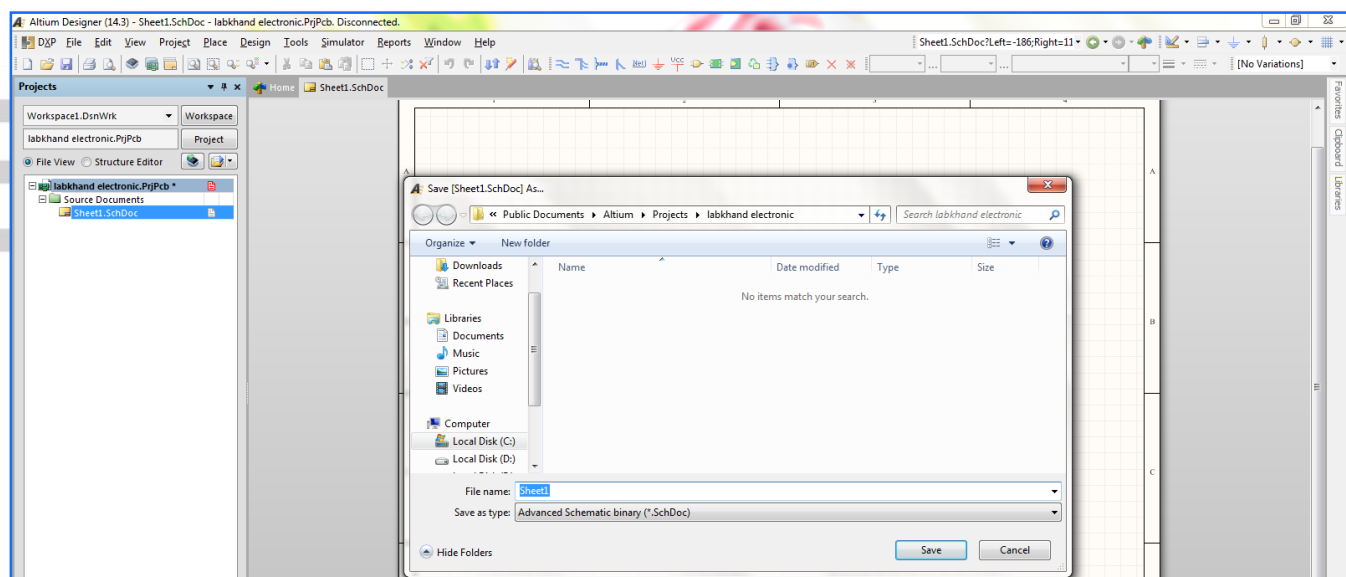 Altium Designer (14.3) - Sheet1.SchDoc - labkhand electronic.PrjPcb. Disconnected.
DXP File Edit View Project Place Design Tools Simulator Reports Window Help
Sheet1.SchDoc?Left=-186;Right=11
[No Variations]
Projects
Home Sheet1.SchDoc
Workspace1.DsnWrk Workspace
labkhand electronic.PrjPcb Project
File View Structure Editor
labkhand electronic.PrjPcb *
Source Documents
Sheet1.SchDoc
Favorites
Clipboard
Libraries
A
A
B
C
Save [Sheet1.SchDoc] As...
« Public Documents Altium Projects labkhand electronic
Search labkhand electronic
Organize New folder
Downloads
Recent Places
Libraries
Documents
Music
Pictures
Videos
Computer
Local Disk (C:)
Local Disk (D:)
Name Date modified Type Size
No items match your search.
File name: Sheet1
Save as type: Advanced Schematic binary (*.SchDoc)
Hide Folders
Save Cancel